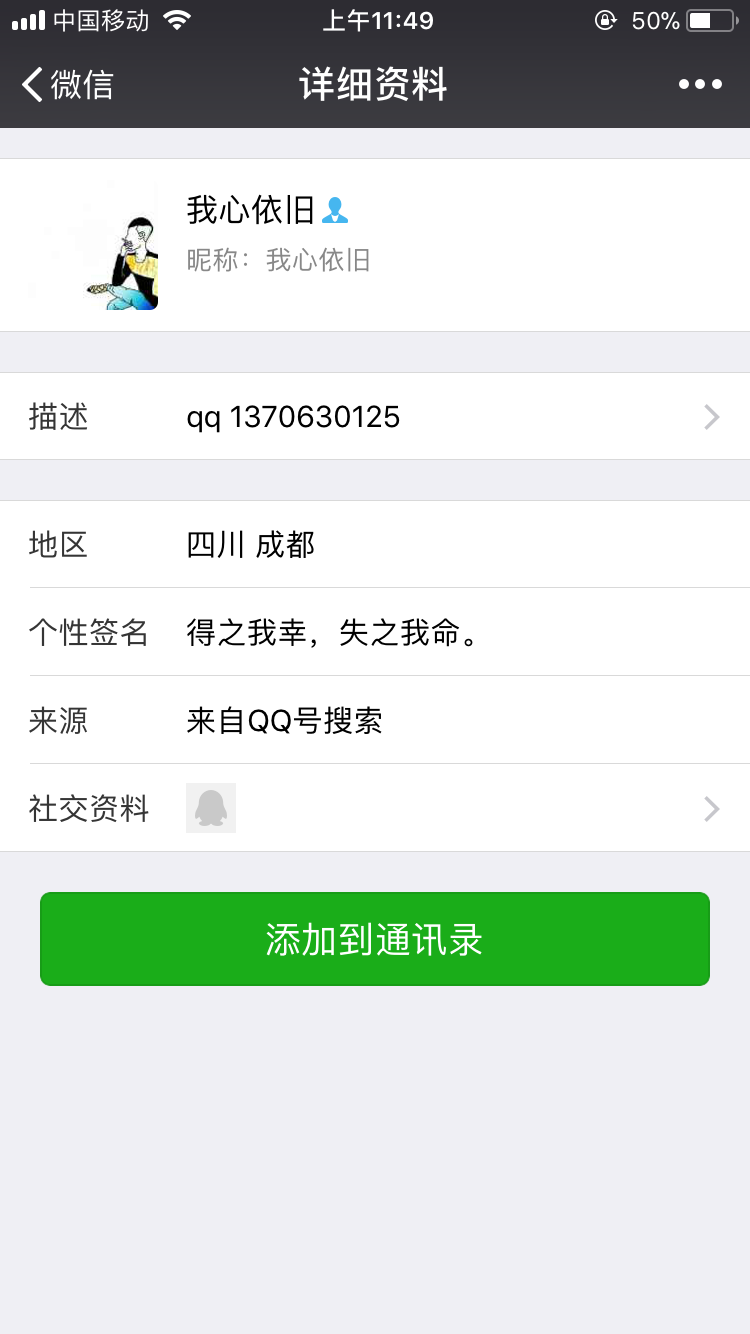 中国移动 上午11:49 50%
微信 详细资料
我心依旧
昵称：我心依旧
描述 qq 1370630125
地区 四川 成都
个性签名 得之我幸，失之我命。
来源 来自QQ号搜索
社交资料
添加到通讯录